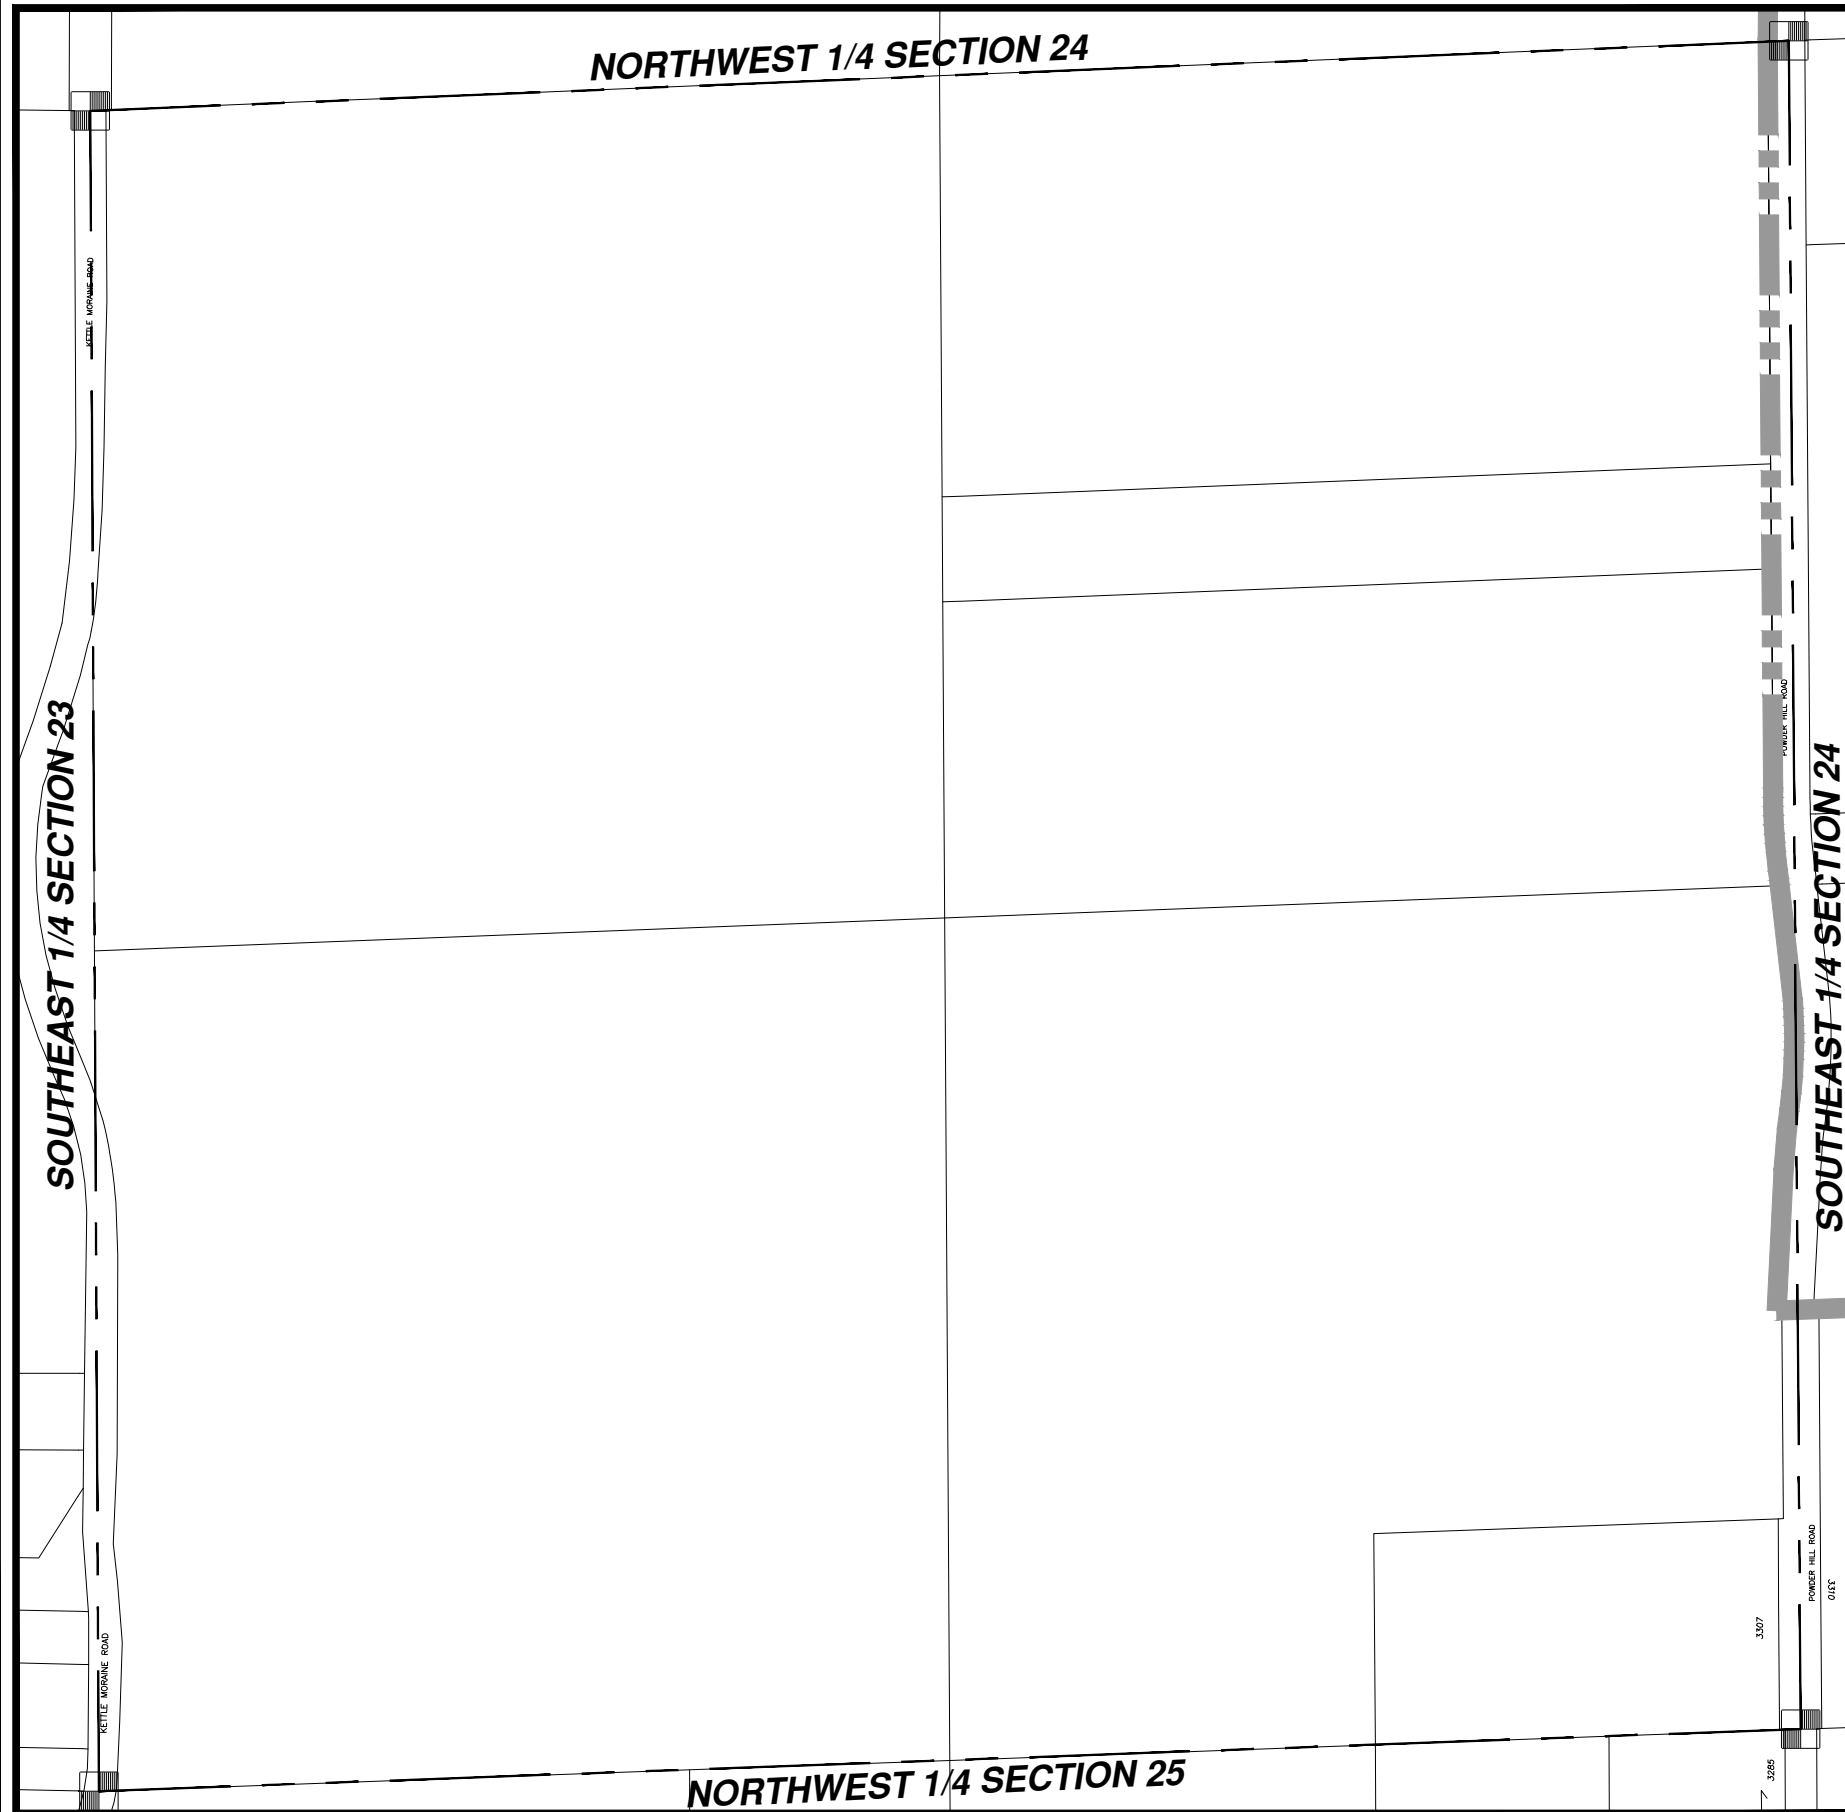 NORTHWEST 1/4 SECTION 24
KETTLE MORAINE ROAD
POWDER HILL ROAD
SOUTHEAST 1/4 SECTION 23
SOUTHEAST 1/4 SECTION 24
POWDER HILL ROAD
3310
3307
KETTLE MORAINE ROAD
NORTHWEST 1/4 SECTION 25
3285